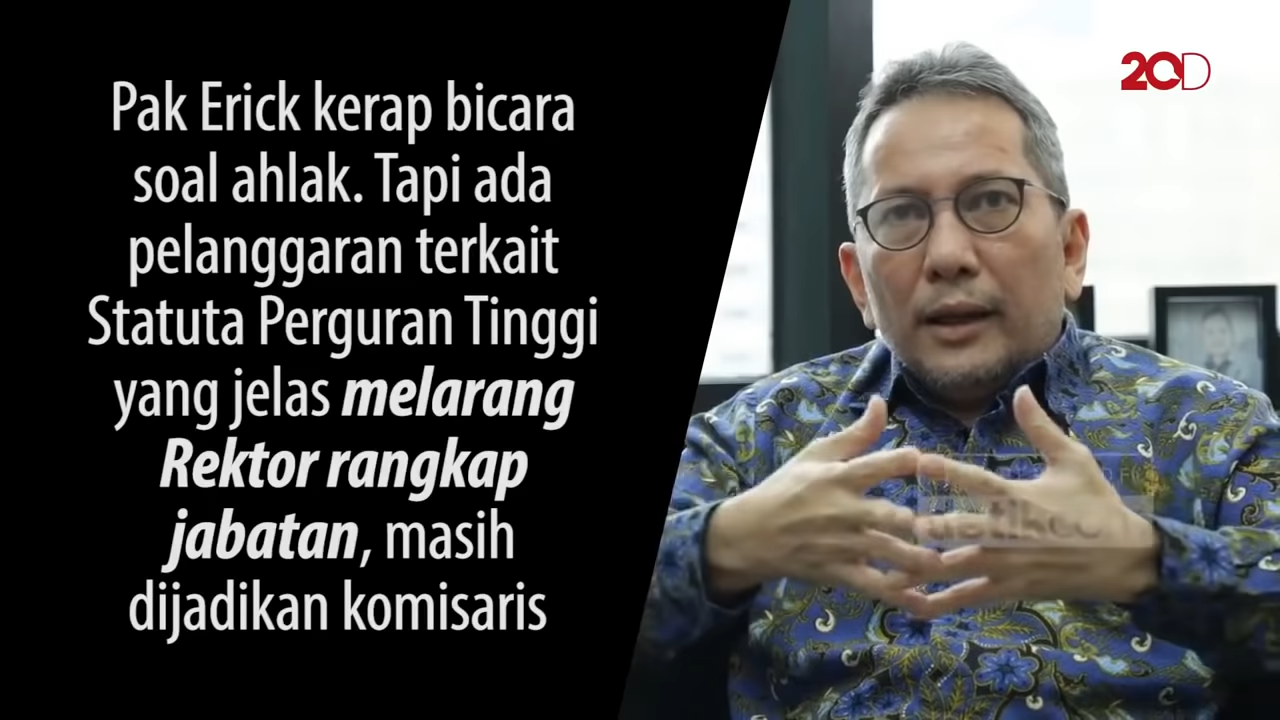 Pak Erick kerap bicara
soal ahlak. Tapi ada
pelanggaran terkait
Statuta Perguran Tinggi
yang jelas melarang
Rektor rangkap
jabatan, masih
dijadikan komisaris
20D